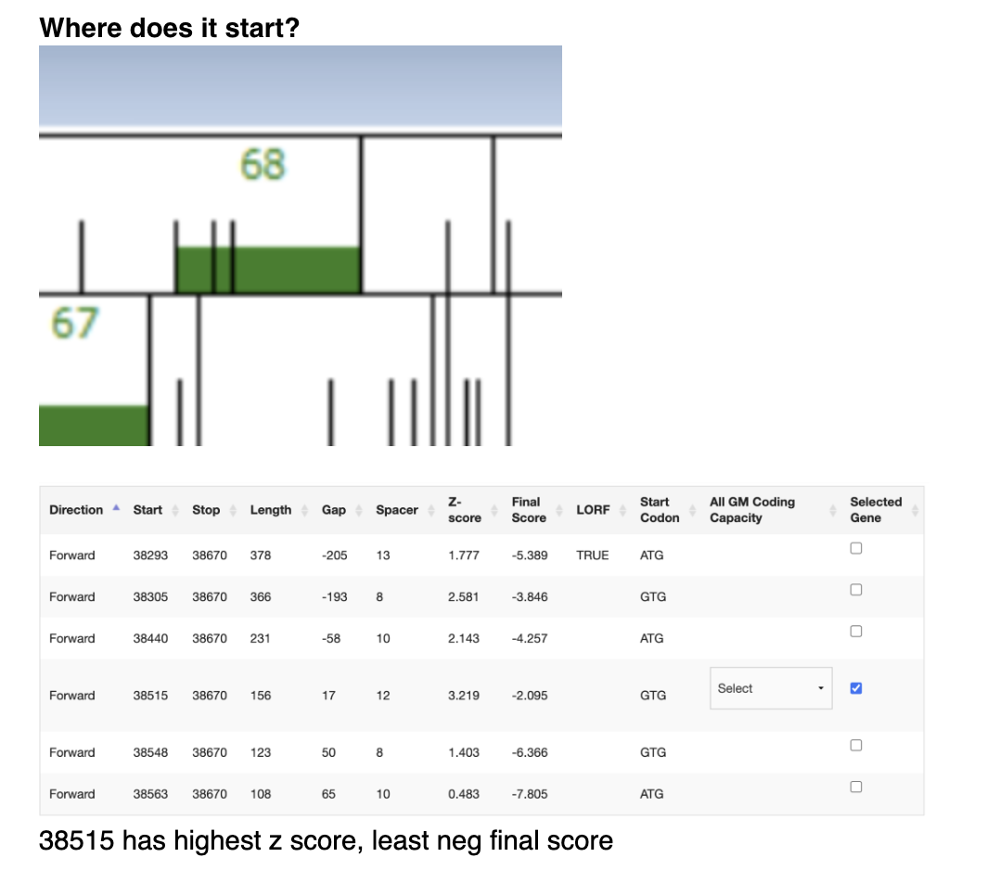 Where does it start?
68
67
Direction Start Stop Length Gap Spacer Z-score Final Score LORF Start Codon All GM Coding Capacity Selected Gene
Forward 38293 38670 378 -205 13 1.777 -5.389 TRUE ATG
Forward 38305 38670 366 -193 8 2.581 -3.846 GTG
Forward 38440 38670 231 -58 10 2.143 -4.257 ATG
Forward 38515 38670 156 17 12 3.219 -2.095 GTG Select
Forward 38548 38670 123 50 8 1.403 -6.366 GTG
Forward 38563 38670 108 65 10 0.483 -7.805 ATG
38515 has highest z score, least neg final score